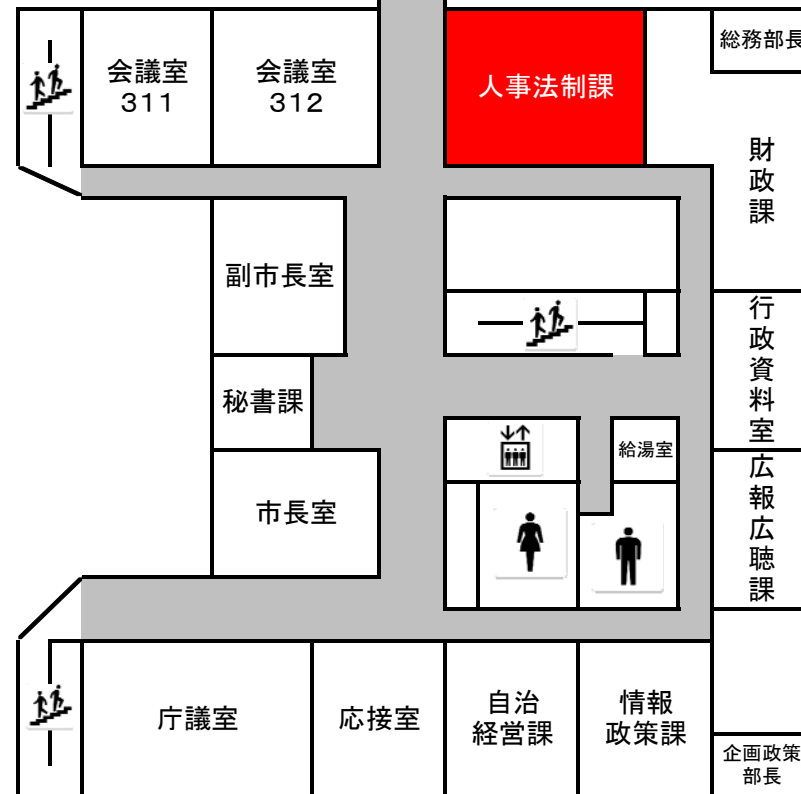 総務部長
会議室
311
会議室
312
人事法制課
財政課
副市長室
行政資料室
秘書課
給湯室
広報広聴課
市長室
庁議室
応接室
自治
経営課
情報
政策課
企画政策
部長